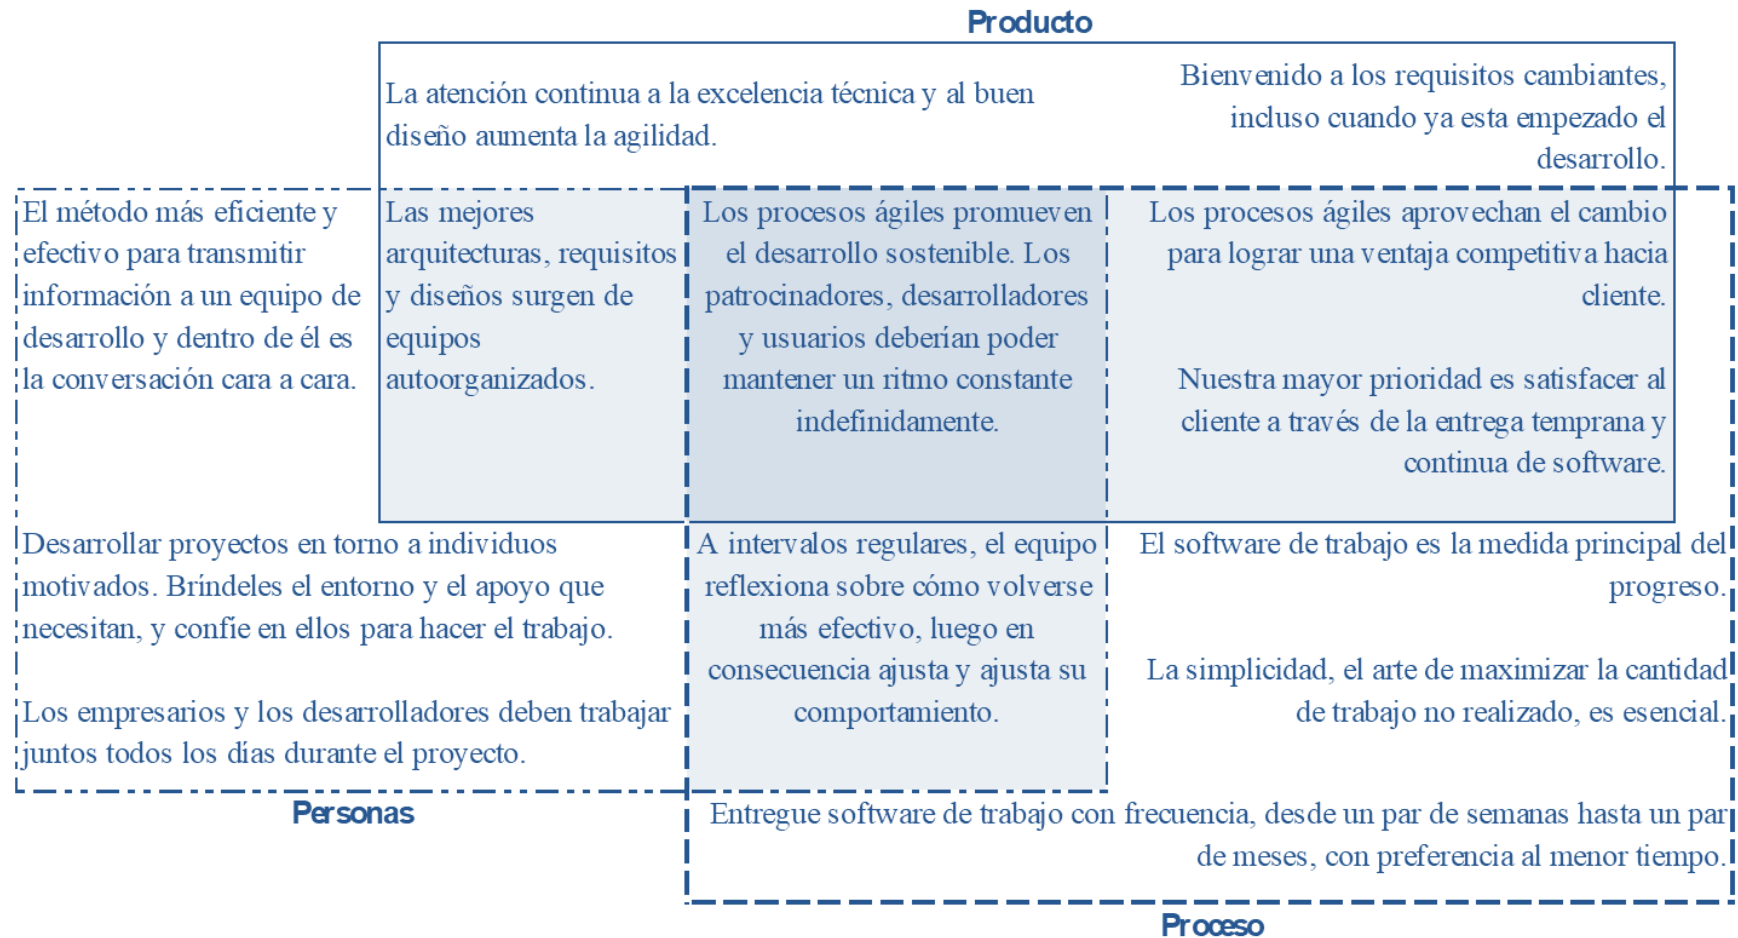 Producto
La atención continua a la excelencia técnica y al buen
diseño aumenta la agilidad.
Bienvenido a los requisitos cambiantes,
incluso cuando ya esta empezado el
desarrollo.
El método más eficiente y
efectivo para transmitir
información a un equipo de
desarrollo y dentro de él es
la conversación cara a cara.
Las mejores
arquitecturas, requisitos
y diseños surgen de
equipos
autoorganizados.
Los procesos ágiles promueven
el desarrollo sostenible. Los
patrocinadores, desarrolladores
y usuarios deberían poder
mantener un ritmo constante
indefinidamente.
Los procesos ágiles aprovechan el cambio
para lograr una ventaja competitiva hacia
cliente.
Nuestra mayor prioridad es satisfacer al
cliente a través de la entrega temprana y
continua de software.
Desarrollar proyectos en torno a individuos
motivados. Bríndeles el entorno y el apoyo que
necesitan, y confíe en ellos para hacer el trabajo.
Los empresarios y los desarrolladores deben trabajar
juntos todos los días durante el proyecto.
A intervalos regulares, el equipo
reflexiona sobre cómo volverse
más efectivo, luego en
consecuencia ajusta y ajusta su
comportamiento.
El software de trabajo es la medida principal del
progreso.
La simplicidad, el arte de maximizar la cantidad
de trabajo no realizado, es esencial.
Personas
Entregue software de trabajo con frecuencia, desde un par de semanas hasta un par
de meses, con preferencia al menor tiempo.
Proceso